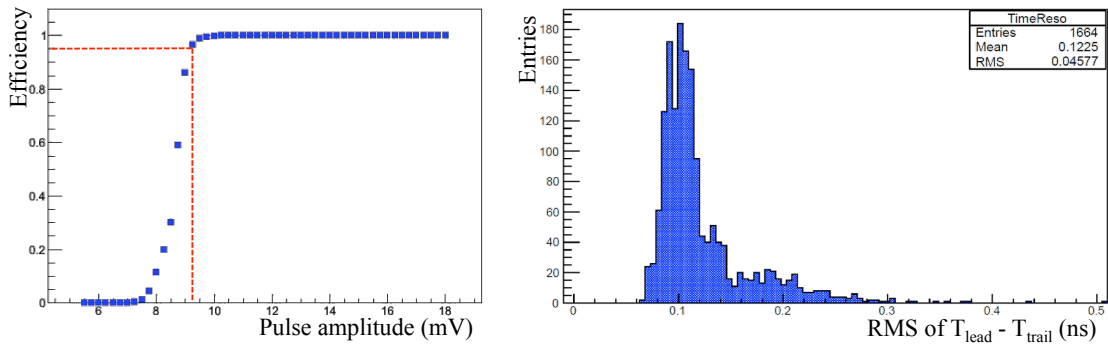 Efficiency
1
0.8
0.6
0.4
0.2
0
6 8 10 12 14 16 18
Pulse amplitude (mV)
Entries
180
160
140
120
100
80
60
40
20
0
0 0.1 0.2 0.3 0.4 0.5
RMS of T_lead - T_trail (ns)
TimeReso
Entries 1664
Mean 0.1225
RMS 0.04577